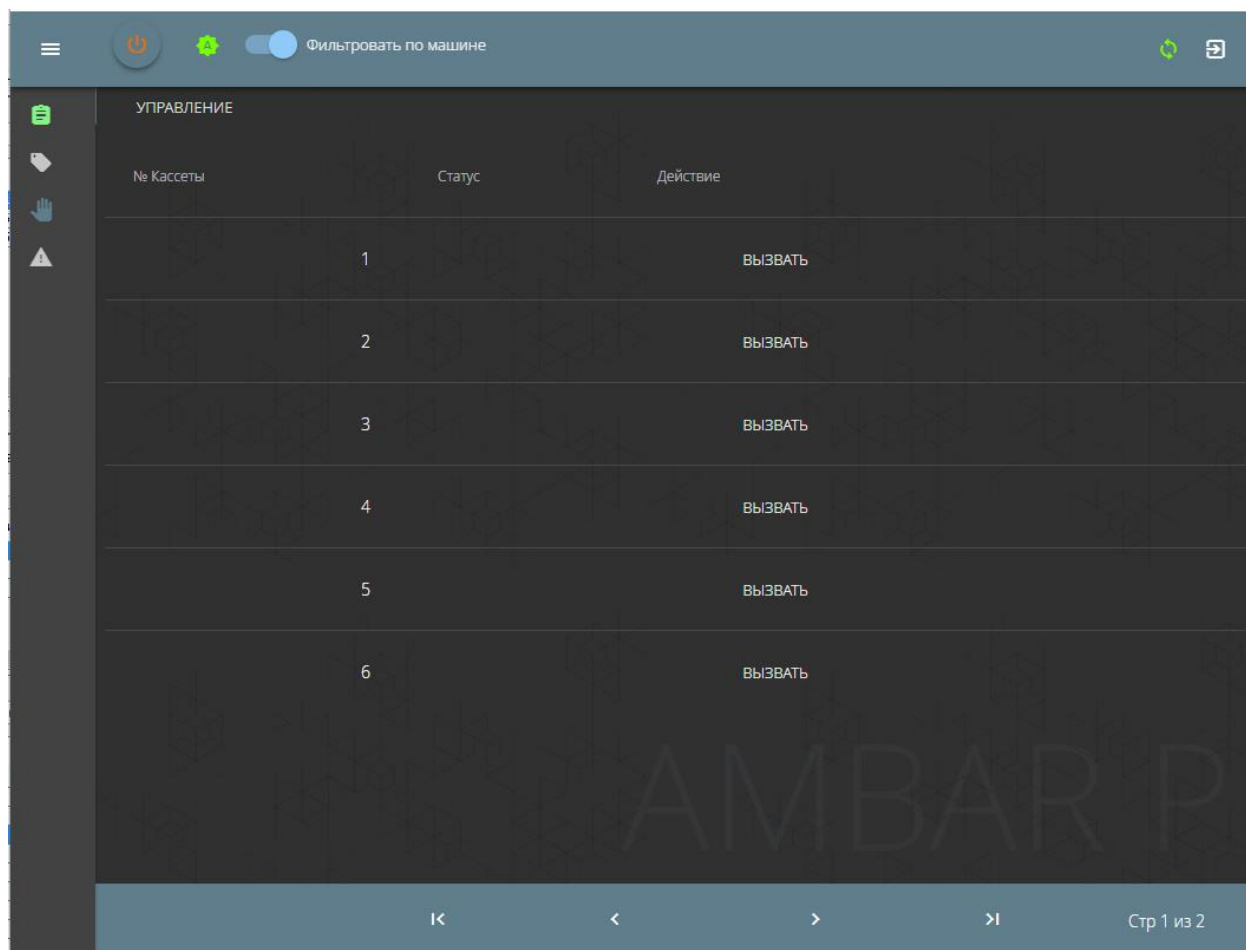 A
Фильтровать по машине
УПРАВЛЕНИЕ
№ Кассеты Статус Действие
1 ВЫЗВАТЬ
2 ВЫЗВАТЬ
3 ВЫЗВАТЬ
4 ВЫЗВАТЬ
5 ВЫЗВАТЬ
6 ВЫЗВАТЬ
AMBAR P
Стр 1 из 2